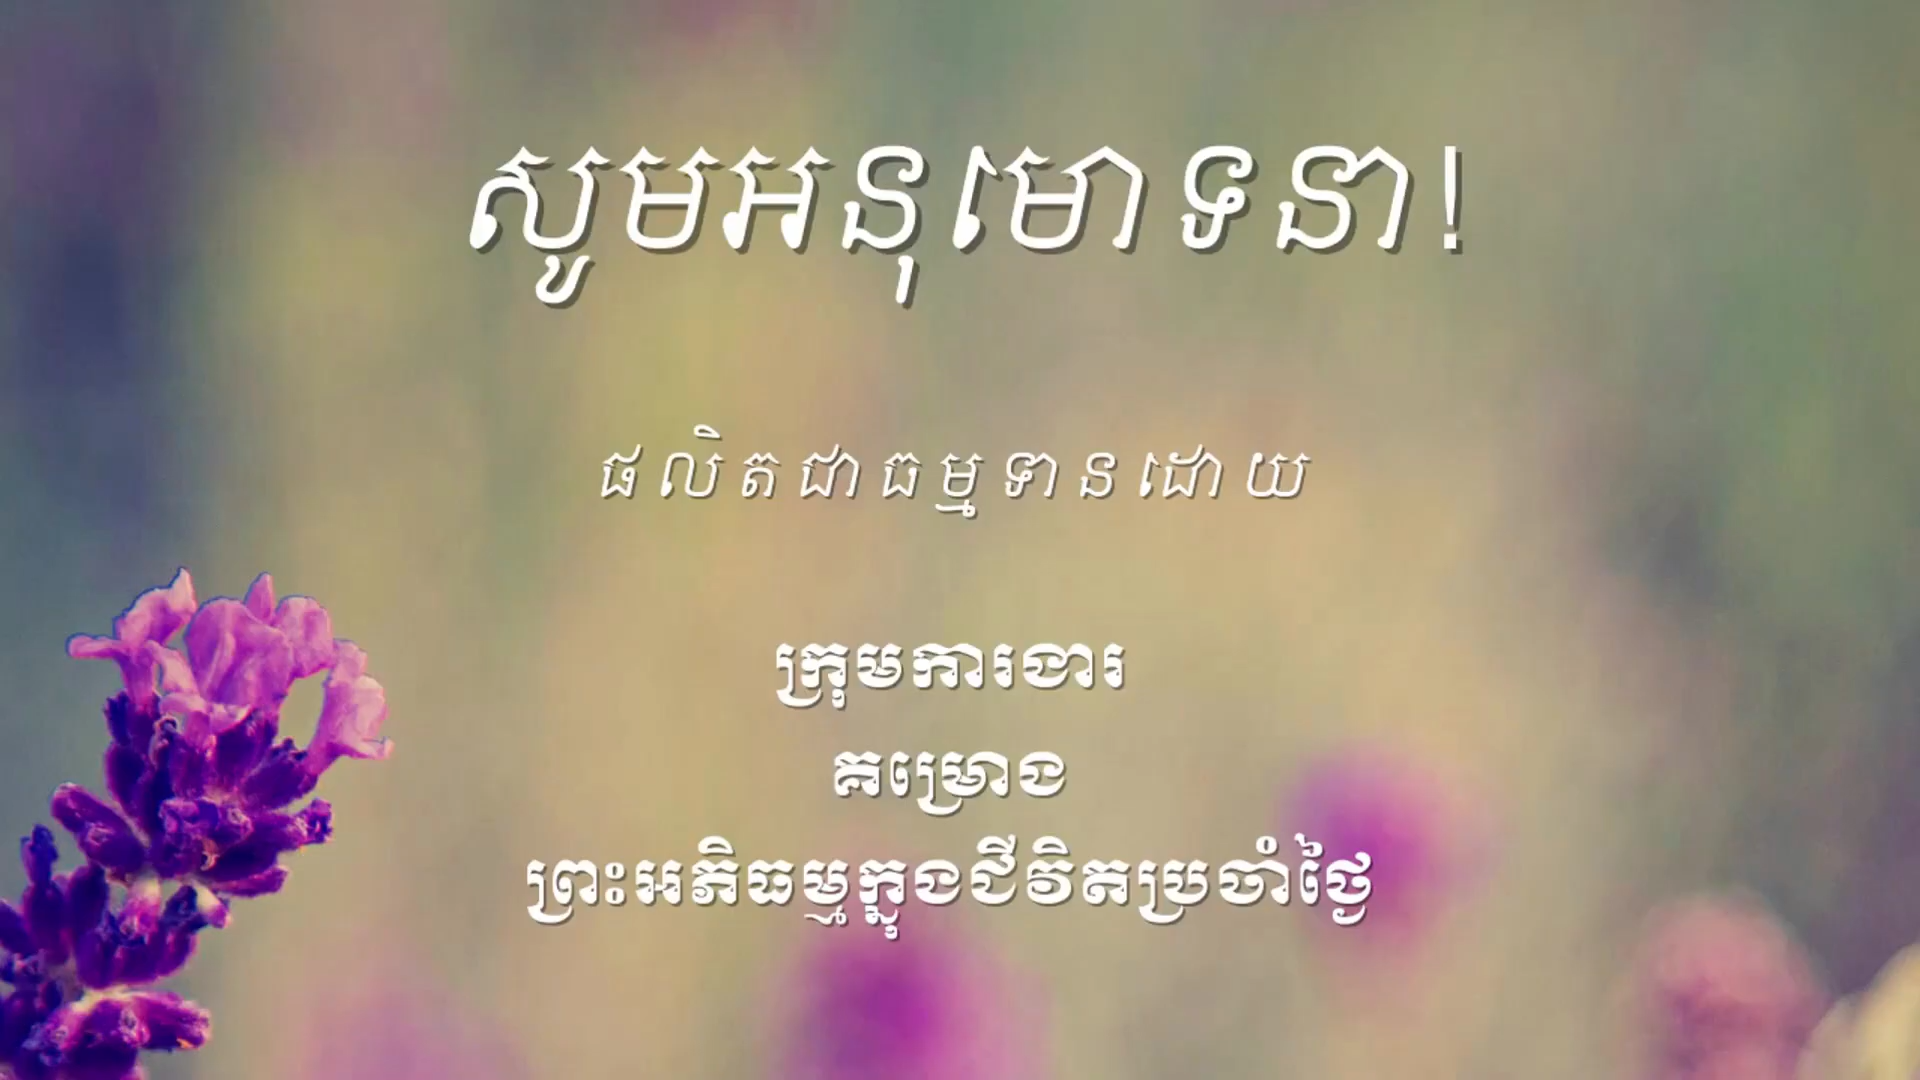 សូមអនុមោទនា!
ផលិតជាធម្មទានដោយ
ក្រុមការងារ
គម្រោង
ព្រះអភិធម្មក្នុងជីវិតប្រចាំថ្ងៃ